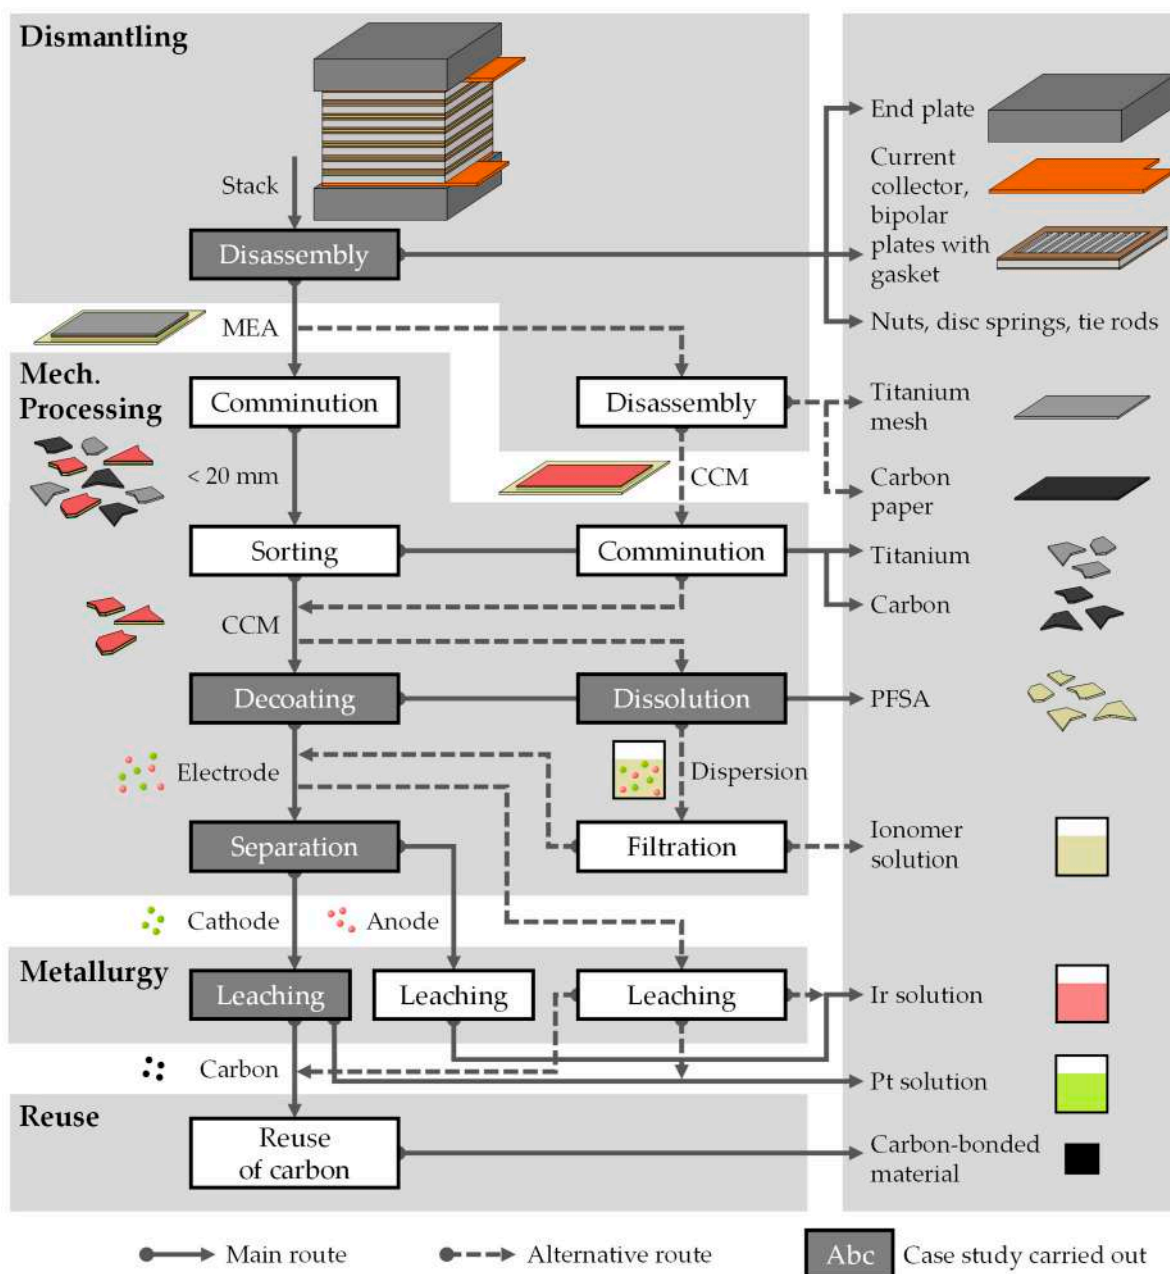 Dismantling
Stack
Disassembly
End plate
Current
collector,
bipolar
plates with
gasket
Nuts, disc springs, tie rods
MEA
Mech.
Processing
Comminution
Disassembly
Titanium
mesh
< 20 mm
CCM
Carbon
paper
Sorting
Comminution
Titanium
Carbon
CCM
Decoating
Dissolution
PFSA
Electrode
Dispersion
Separation
Filtration
Ionomer
solution
Cathode
Anode
Metallurgy
Leaching
Leaching
Leaching
Ir solution
Carbon
Pt solution
Reuse
Reuse
of carbon
Carbon-bonded
material
Main route
Alternative route
Abc
Case study carried out